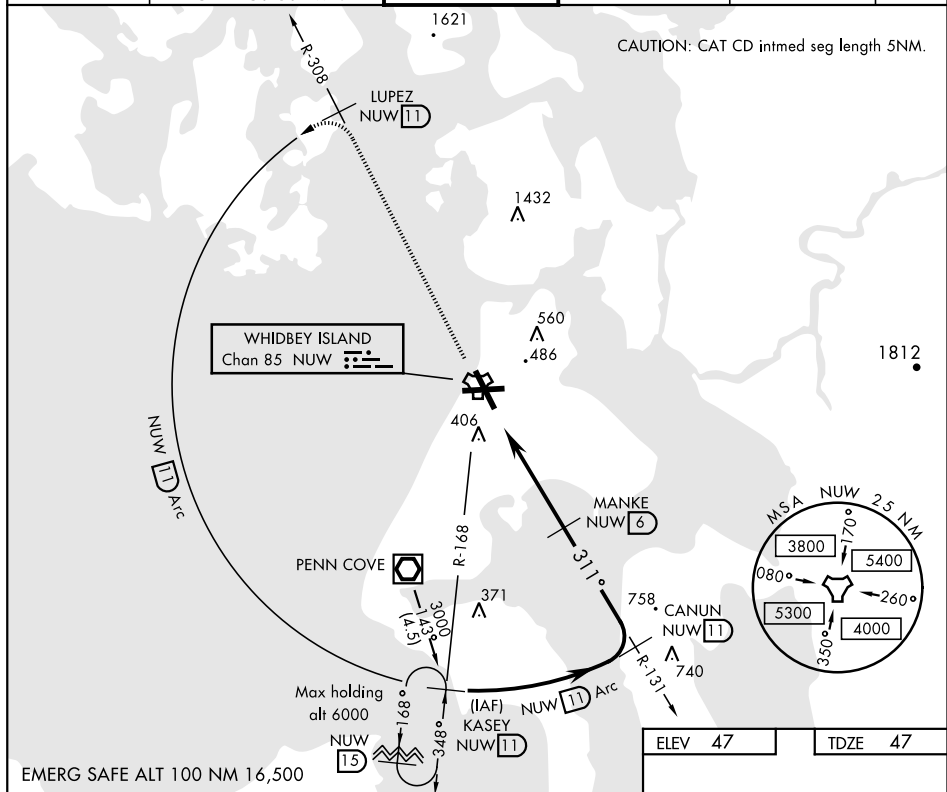 1621
CAUTION: CAT CD intmed seg length 5NM.
R-308
LUPEZ
NUW 11
1432
560
486
WHIDBEY ISLAND
Chan 85 NUW
1812
406
NUW 11 Arc
R-168
MANKE
NUW 6
MSA NUW 25 NM
170°
3800
5400
080°
260°
5300
4000
350°
PENN COVE
311°
3000
143°
(4.5)
371
758
CANUN
NUW 11
740
R-131
Max holding
alt 6000
168°
348°
(IAF)
KASEY
NUW 11
NUW 11 Arc
NUW
15
ELEV 47
TDZE 47
EMERG SAFE ALT 100 NM 16,500